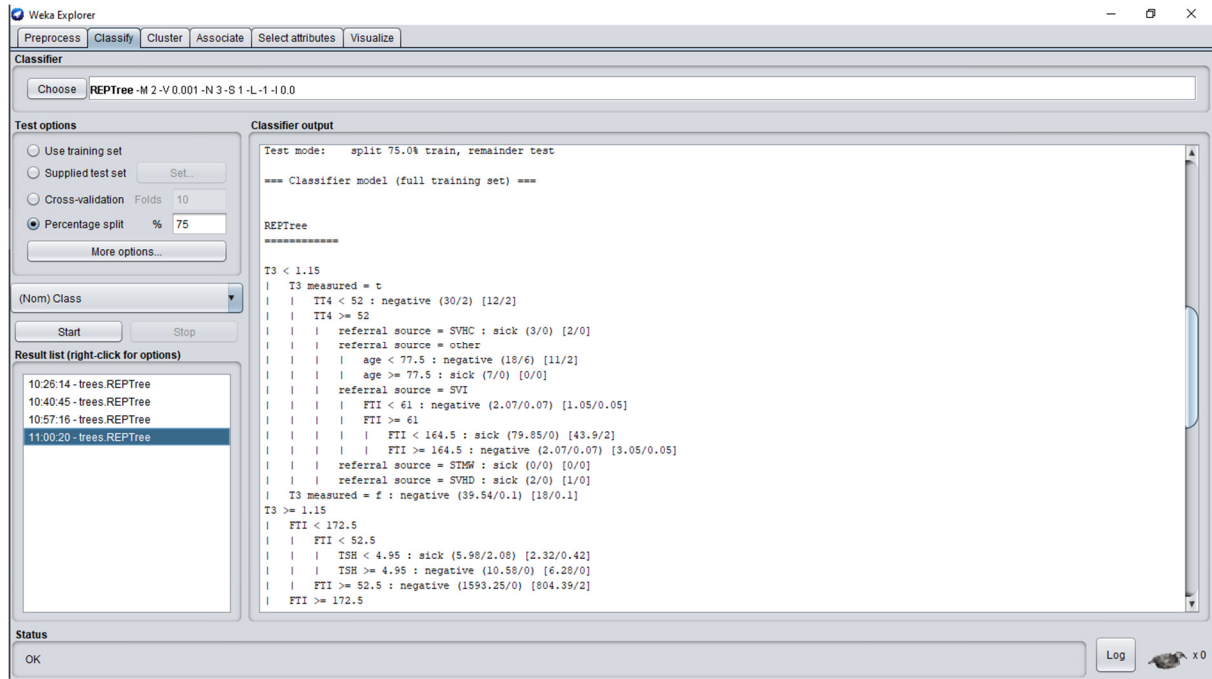 Weka Explorer
Preprocess Classify Cluster Associate Select attributes Visualize
Classifier
Choose REPTree -M 2 -V 0.001 -N 3 -S 1 -L -1 -I 0.0
Test options
Use training set
Supplied test set Set...
Cross-validation Folds 10
Percentage split % 75
More options...
(Nom) Class
Start Stop
Result list (right-click for options)
10:26:14 - trees.REPTree
10:40:45 - trees.REPTree
10:57:16 - trees.REPTree
11:00:20 - trees.REPTree
Classifier output
Test mode:    split 75.0% train, remainder test
=== Classifier model (full training set) ===
REPTree
============
T3 < 1.15
|   T3 measured = t
|   |   TT4 < 52 : negative (30/2) [12/2]
|   |   TT4 >= 52
|   |   |   referral source = SVHC : sick (3/0) [2/0]
|   |   |   referral source = other
|   |   |   |   age < 77.5 : negative (18/6) [11/2]
|   |   |   |   age >= 77.5 : sick (7/0) [0/0]
|   |   |   referral source = SVI
|   |   |   |   FTI < 61 : negative (2.07/0.07) [1.05/0.05]
|   |   |   |   FTI >= 61
|   |   |   |   |   FTI < 164.5 : sick (79.85/0) [43.9/2]
|   |   |   |   |   FTI >= 164.5 : negative (2.07/0.07) [3.05/0.05]
|   |   |   referral source = STMW : sick (0/0) [0/0]
|   |   |   referral source = SVHD : sick (2/0) [1/0]
|   T3 measured = f : negative (39.54/0.1) [18/0.1]
T3 >= 1.15
|   FTI < 172.5
|   |   FTI < 52.5
|   |   |   TSH < 4.95 : sick (5.98/2.08) [2.32/0.42]
|   |   |   TSH >= 4.95 : negative (10.58/0) [6.28/0]
|   |   FTI >= 52.5 : negative (1593.25/0) [804.39/2]
|   FTI >= 172.5
Status
OK
Log
x 0